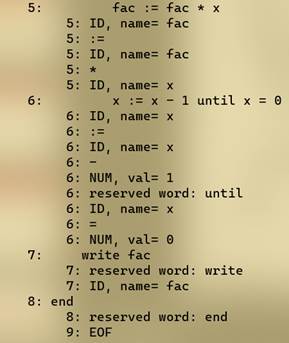 5:         fac := fac * x
5: ID, name= fac
5: :=
5: ID, name= fac
5: *
5: ID, name= x
6:         x := x - 1 until x = 0
6: ID, name= x
6: :=
6: ID, name= x
6: -
6: NUM, val= 1
6: reserved word: until
6: ID, name= x
6: =
6: NUM, val= 0
7:     write fac
7: reserved word: write
7: ID, name= fac
8: end
8: reserved word: end
9: EOF